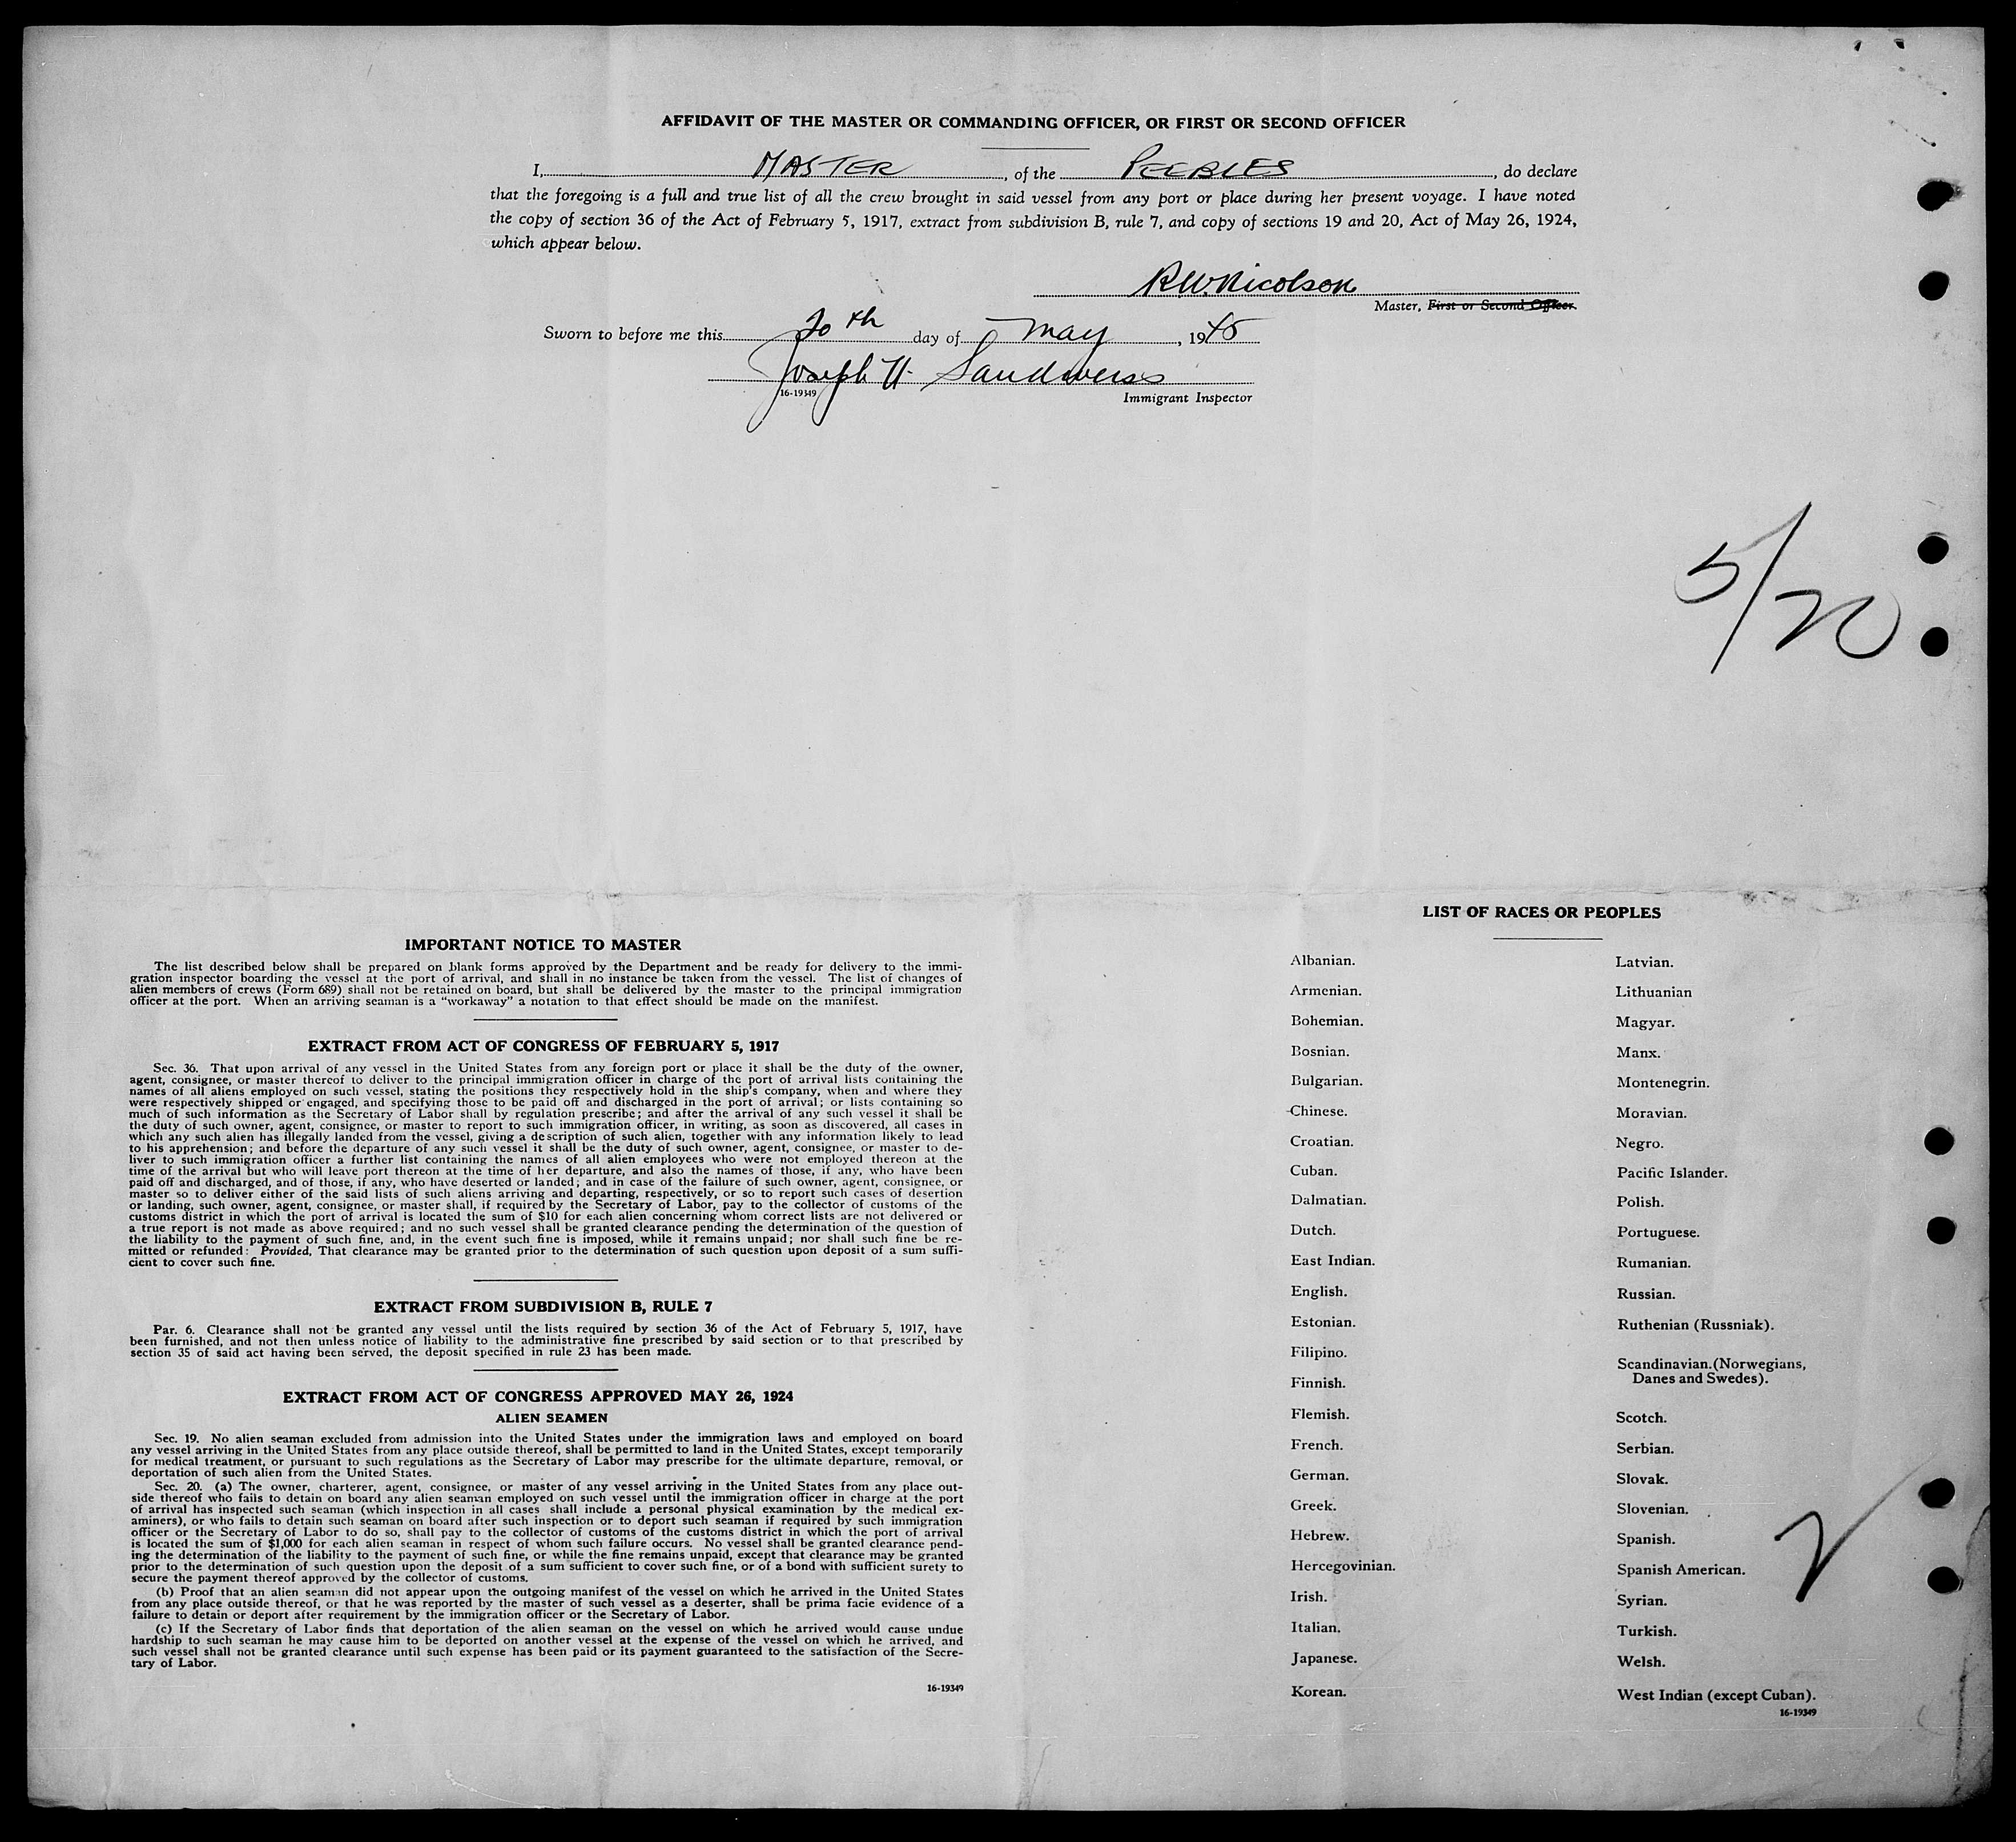 AFFIDAVIT OF THE MASTER OR COMMANDING OFFICER, OR FIRST OR SECOND OFFICER
I, MASTER, of the PEEBLES, do declare
that the foregoing is a full and true list of all the crew brought in said vessel from any port or place during her present voyage. I have noted
the copy of section 36 of the Act of February 5, 1917, extract from subdivision B, rule 7, and copy of sections 19 and 20, Act of May 26, 1924,
which appear below.
R.W. Nicolson
Master, First or Second Officer.
Sworn to before me this 20th day of May, 1945
Joseph H. Sandweiss
16-19349
Immigrant Inspector
5/20
IMPORTANT NOTICE TO MASTER
The list described below shall be prepared on blank forms approved by the Department and be ready for delivery to the immi-
gration inspector boarding the vessel at the port of arrival, and shall in no instance be taken from the vessel. The list of changes of
alien members of crews (Form 689) shall not be retained on board, but shall be delivered by the master to the principal immigration
officer at the port. When an arriving seaman is a "workaway" a notation to that effect should be made on the manifest.
EXTRACT FROM ACT OF CONGRESS OF FEBRUARY 5, 1917
Sec. 36. That upon arrival of any vessel in the United States from any foreign port or place it shall be the duty of the owner,
agent, consignee, or master thereof to deliver to the principal immigration officer in charge of the port of arrival lists containing the
names of all aliens employed on such vessel, stating the positions they respectively hold in the ship's company, when and where they
were respectively shipped or engaged, and specifying those to be paid off and discharged in the port of arrival; or lists containing so
much of such information as the Secretary of Labor shall by regulation prescribe; and after the arrival of any such vessel it shall be
the duty of such owner, agent, consignee, or master to report to such immigration officer, in writing, as soon as discovered, all cases in
which any such alien has illegally landed from the vessel, giving a description of such alien, together with any information likely to lead
to his apprehension; and before the departure of any such vessel it shall be the duty of such owner, agent, consignee, or master to de-
liver to such immigration officer a further list containing the names of all alien employees who were not employed thereon at the
time of the arrival but who will leave port thereon at the time of her departure, and also the names of those, if any, who have been
paid off and discharged, and of those, if any, who have deserted or landed; and in case of the failure of such owner, agent, consignee, or
master so to deliver either of the said lists of such aliens arriving and departing, respectively, or so to report such cases of desertion
or landing, such owner, agent, consignee, or master shall, if required by the Secretary of Labor, pay to the collector of customs of the
customs district in which the port of arrival is located the sum of $10 for each alien concerning whom correct lists are not delivered or
a true report is not made as above required; and no such vessel shall be granted clearance pending the determination of the question of
the liability to the payment of such fine, and, in the event such fine is imposed, while it remains unpaid; nor shall such fine be re-
mitted or refunded: Provided, That clearance may be granted prior to the determination of such question upon deposit of a sum suffi-
cient to cover such fine.
EXTRACT FROM SUBDIVISION B, RULE 7
Par. 6. Clearance shall not be granted any vessel until the lists required by section 36 of the Act of February 5, 1917, have
been furnished, and not then unless notice of liability to the administrative fine prescribed by said section or to that prescribed by
section 35 of said act having been served, the deposit specified in rule 23 has been made.
EXTRACT FROM ACT OF CONGRESS APPROVED MAY 26, 1924
ALIEN SEAMEN
Sec. 19. No alien seaman excluded from admission into the United States under the immigration laws and employed on board
any vessel arriving in the United States from any place outside thereof, shall be permitted to land in the United States, except temporarily
for medical treatment, or pursuant to such regulations as the Secretary of Labor may prescribe for the ultimate departure, removal, or
deportation of such alien from the United States.
Sec. 20. (a) The owner, charterer, agent, consignee, or master of any vessel arriving in the United States from any place out-
side thereof who fails to detain on board any alien seaman employed on such vessel until the immigration officer in charge at the port
of arrival has inspected such seaman (which inspection in all cases shall include a personal physical examination by the medical ex-
aminers), or who fails to detain such seaman on board after such inspection or to deport such seaman if required by such immigration
officer or the Secretary of Labor to do so, shall pay to the collector of customs of the customs district in which the port of arrival
is located the sum of $1,000 for each alien seaman in respect of whom such failure occurs. No vessel shall be granted clearance pend-
ing the determination of the liability to the payment of such fine, or while the fine remains unpaid, except that clearance may be granted
prior to the determination of such question upon the deposit of a sum sufficient to cover such fine, or of a bond with sufficient surety to
secure the payment thereof approved by the collector of customs.
(b) Proof that an alien seaman did not appear upon the outgoing manifest of the vessel on which he arrived in the United States
from any place outside thereof, or that he was reported by the master of such vessel as a deserter, shall be prima facie evidence of a
failure to detain or deport after requirement by the immigration officer or the Secretary of Labor.
(c) If the Secretary of Labor finds that deportation of the alien seaman on the vessel on which he arrived would cause undue
hardship to such seaman he may cause him to be deported on another vessel at the expense of the vessel on which he arrived, and
such vessel shall not be granted clearance until such expense has been paid or its payment guaranteed to the satisfaction of the Secre-
tary of Labor.
16-19349
LIST OF RACES OR PEOPLES
Albanian.
Armenian.
Bohemian.
Bosnian.
Bulgarian.
Chinese.
Croatian.
Cuban.
Dalmatian.
Dutch.
East Indian.
English.
Estonian.
Filipino.
Finnish.
Flemish.
French.
German.
Greek.
Hebrew.
Hercegovinian.
Irish.
Italian.
Japanese.
Korean.
Latvian.
Lithuanian
Magyar.
Manx.
Montenegrin.
Moravian.
Negro.
Pacific Islander.
Polish.
Portuguese.
Rumanian.
Russian.
Ruthenian (Russniak).
Scandinavian.(Norwegians,
Danes and Swedes).
Scotch.
Serbian.
Slovak.
Slovenian.
Spanish.
Spanish American.
Syrian.
Turkish.
Welsh.
West Indian (except Cuban).
16-19349